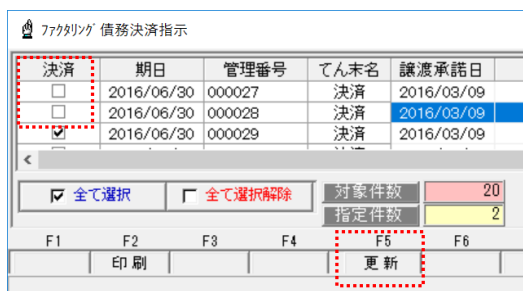 ファクタリング 債務決済指示
決済 期日 管理番号 てん末名 譲渡承諾日
2016/06/30 000027 決済 2016/03/09
2016/06/30 000028 決済 2016/03/09
2016/06/30 000029 決済 2016/03/09
全て選択 全て選択解除 対象件数 20
指定件数 2
F1 F2 F3 F4 F5 F6
印刷 更新